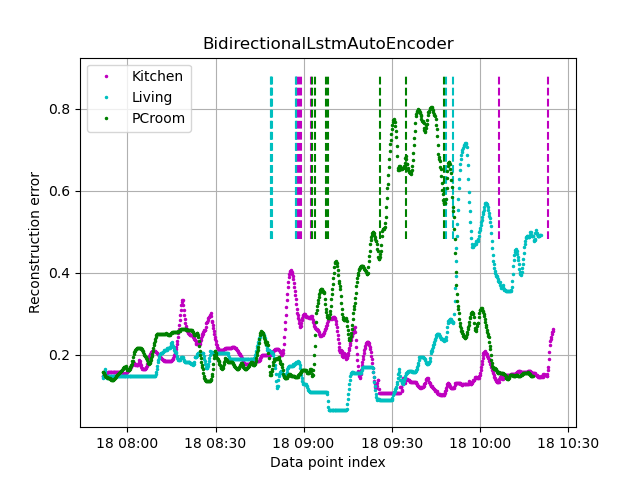 BidirectionalLstmAutoEncoder
Kitchen
Living
PCroom
Reconstruction error
0.8
0.6
0.4
0.2
18 08:00 18 08:30 18 09:00 18 09:30 18 10:00 18 10:30
Data point index